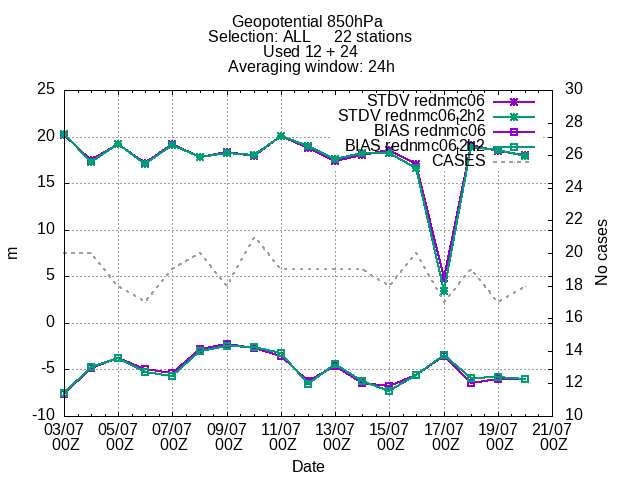 Geopotential 850hPa
Selection: ALL 22 stations
Used 12 + 24
Averaging window: 24h
STDV rednmc06
STDV rednmc06,2h2
BIAS rednmc06
BIAS rednmc06,2h2
CASES
25
20
15
10
5
0
-5
-10
m
30
28
26
24
22
20
18
16
14
12
10
No cases
03/07 05/07 07/07 09/07 11/07 13/07 15/07 17/07 19/07 21/07
00Z 00Z 00Z 00Z 00Z 00Z 00Z 00Z 00Z 00Z
Date